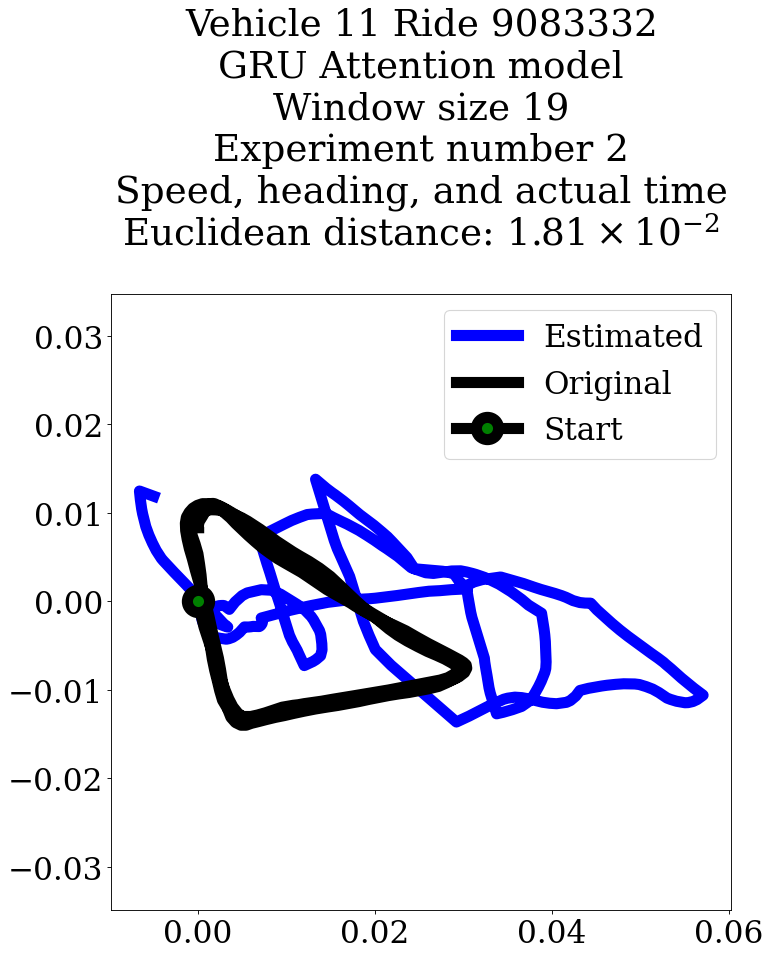 Vehicle 11 Ride 9083332
GRU Attention model
Window size 19
Experiment number 2
Speed, heading, and actual time
Euclidean distance: 1.81 × 10⁻²
Estimated
Original
Start
0.03
0.02
0.01
0.00
−0.01
−0.02
−0.03
0.00 0.02 0.04 0.06